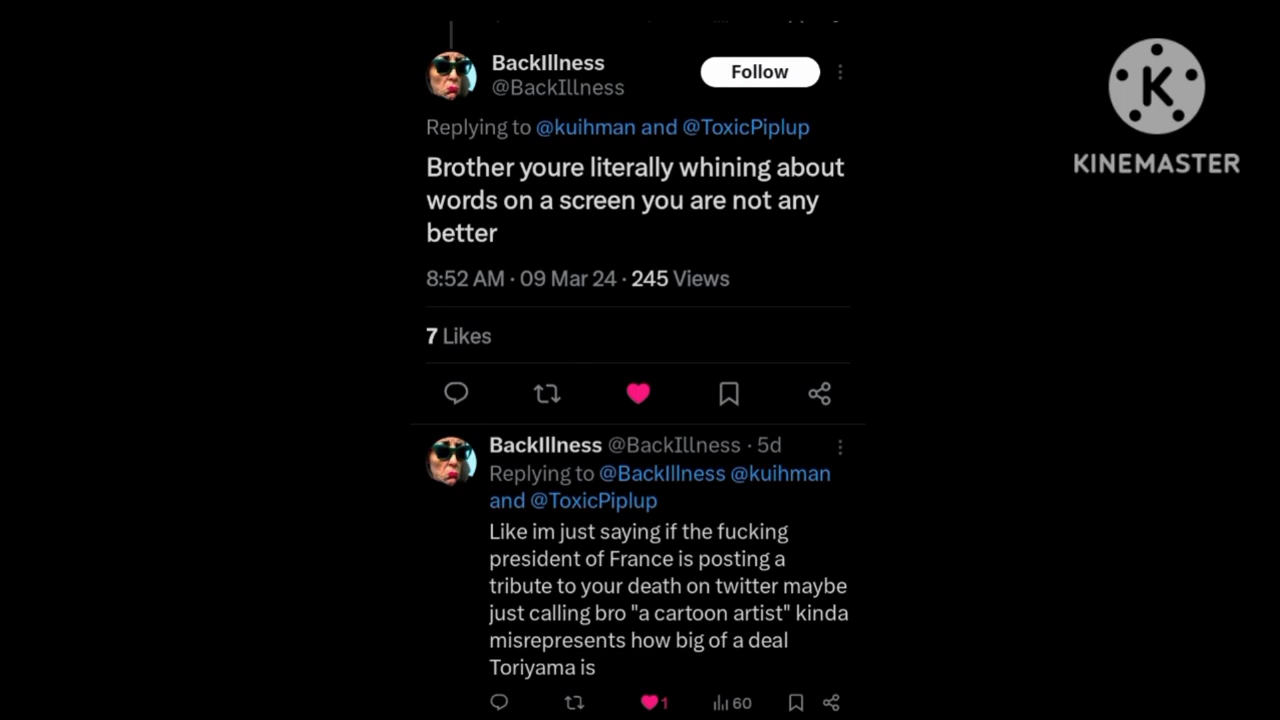 BackIllness
Follow
@BackIllness
K
KINEMASTER
Replying to @kuihman and @ToxicPiplup
Brother youre literally whining about
words on a screen you are not any
better
8:52 AM · 09 Mar 24 · 245 Views
7 Likes
BackIllness @BackIllness · 5d
Replying to @BackIllness @kuihman
and @ToxicPiplup
Like im just saying if the fucking
president of France is posting a
tribute to your death on twitter maybe
just calling bro "a cartoon artist" kinda
misrepresents how big of a deal
Toriyama is
1
60